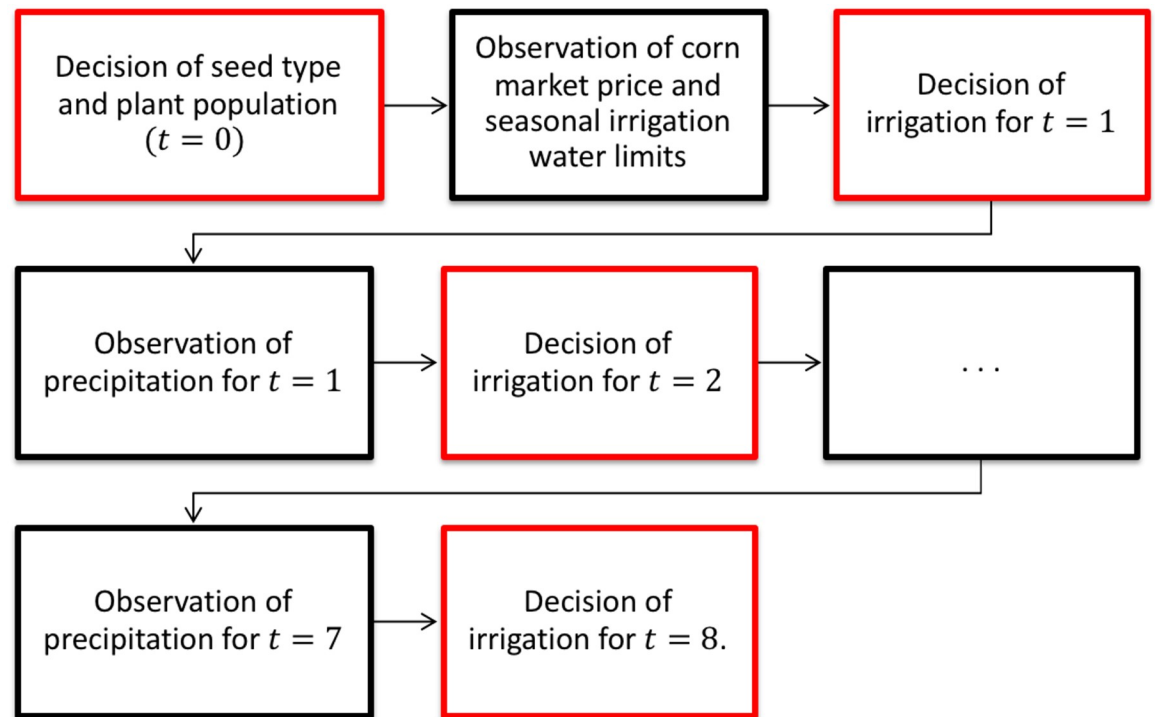 Decision of seed type
and plant population
(t = 0)
Observation of corn
market price and
seasonal irrigation
water limits
Decision of
irrigation for t = 1
Observation of
precipitation for t = 1
Decision of
irrigation for t = 2
...
Observation of
precipitation for t = 7
Decision of
irrigation for t = 8.